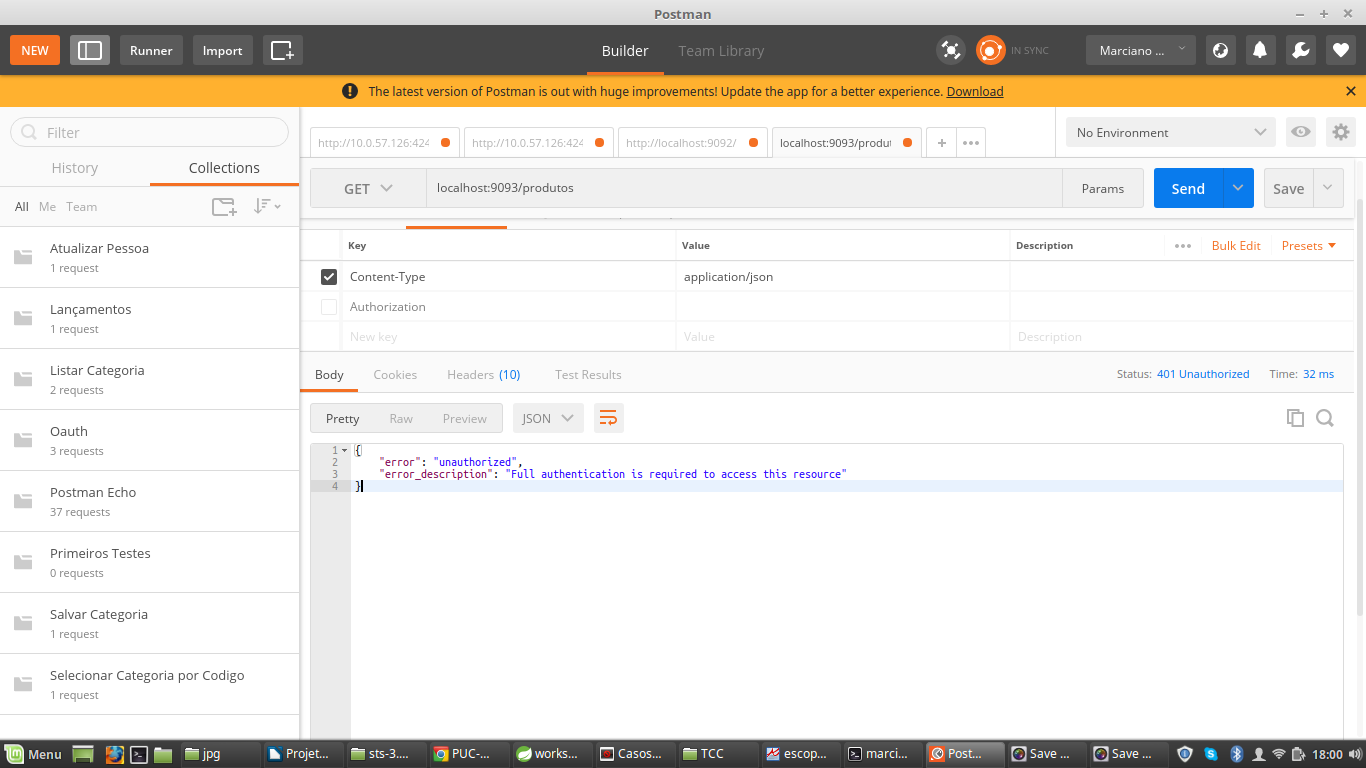 Postman
NEW
Runner
Import
Builder
Team Library
IN SYNC
Marciano ...
The latest version of Postman is out with huge improvements! Update the app for a better experience. Download
Filter
History
Collections
All Me Team
Atualizar Pessoa
1 request
Lançamentos
1 request
Listar Categoria
2 requests
Oauth
3 requests
Postman Echo
37 requests
Primeiros Testes
0 requests
Salvar Categoria
1 request
Selecionar Categoria por Codigo
1 request
http://10.0.57.126:424
http://10.0.57.126:424
http://localhost:9092/
localhost:9093/produt
No Environment
GET
localhost:9093/produtos
Params
Send
Save
Key Value Description
Bulk Edit
Presets
Content-Type application/json
Authorization
New key Value Description
Body
Cookies
Headers (10)
Test Results
Status: 401 Unauthorized
Time: 32 ms
Pretty
Raw
Preview
JSON
1 {
2 "error": "unauthorized",
3 "error_description": "Full authentication is required to access this resource"
4 }
Menu
jpg
Projet...
sts-3....
PUC-...
works...
Casos...
TCC
escop...
marci...
Post...
Save ...
Save ...
18:00